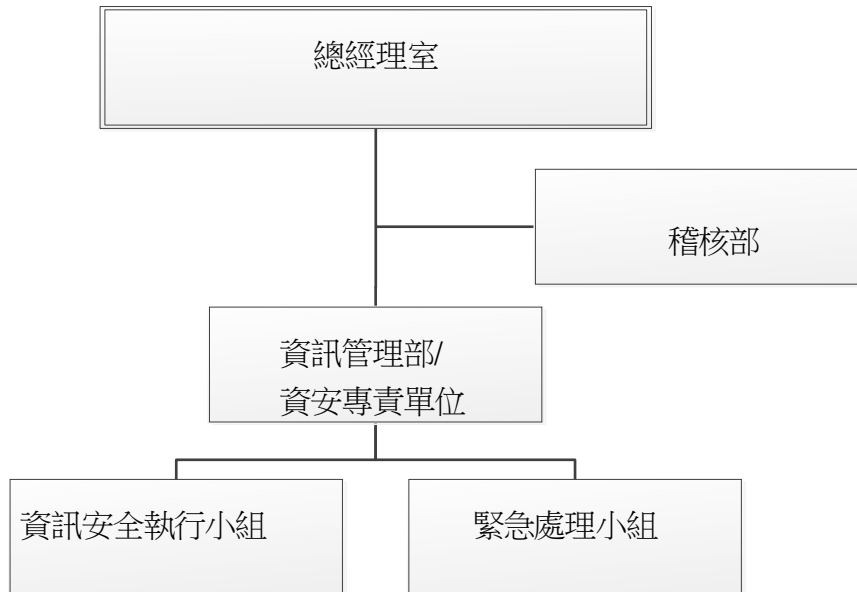 總經理室
稽核部
資訊管理部/
資安專責單位
資訊安全執行小組
緊急處理小組